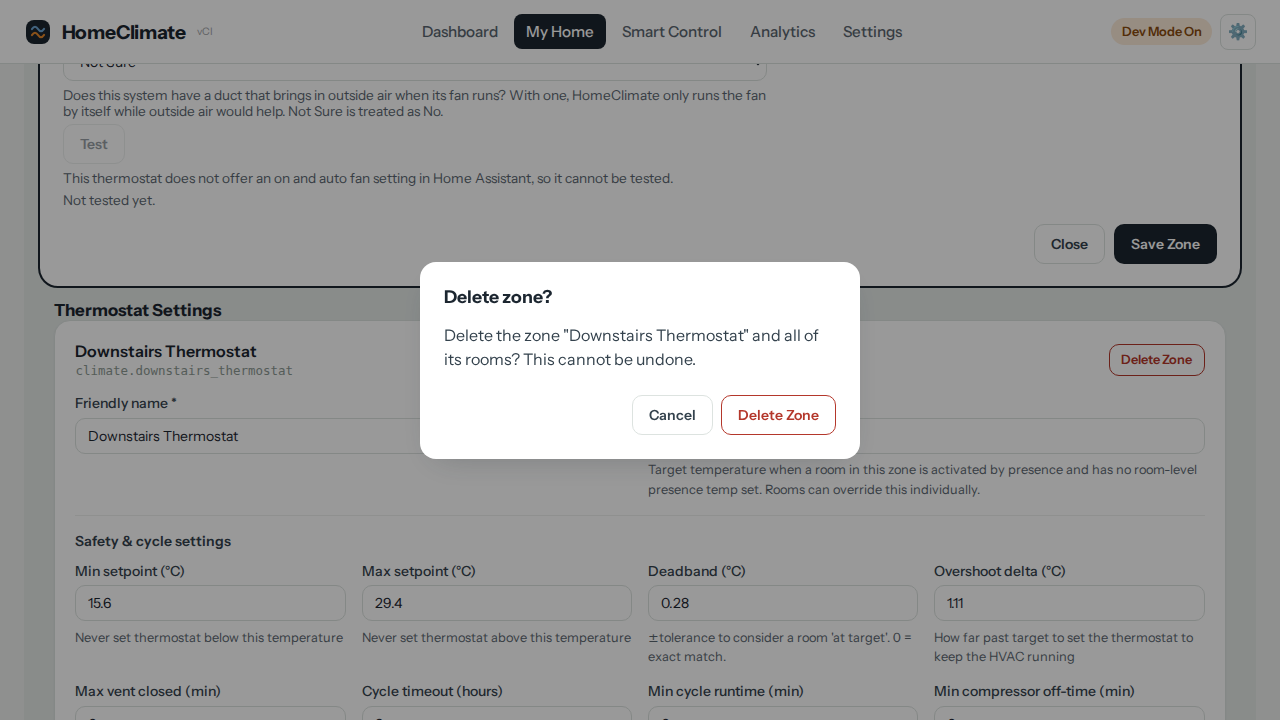 HomeClimate vCI Dashboard My Home Smart Control Analytics Settings Dev Mode On
Not Sure
Does this system have a duct that brings in outside air when its fan runs? With one, HomeClimate only runs the fan
by itself while outside air would help. Not Sure is treated as No.
Test
This thermostat does not offer an on and auto fan setting in Home Assistant, so it cannot be tested.
Not tested yet.
Close Save Zone
Delete zone?
Delete the zone "Downstairs Thermostat" and all of
its rooms? This cannot be undone.
Cancel Delete Zone
Thermostat Settings
Downstairs Thermostat
climate.downstairs_thermostat
Delete Zone
Friendly name *
Downstairs Thermostat
Target temperature when a room in this zone is activated by presence and has no room-level
presence temp set. Rooms can override this individually.
Safety & cycle settings
Min setpoint (°C) Max setpoint (°C) Deadband (°C) Overshoot delta (°C)
15.6 29.4 0.28 1.11
Never set thermostat below this temperature Never set thermostat above this temperature ±tolerance to consider a room 'at target'. 0 =
exact match.
How far past target to set the thermostat to
keep the HVAC running
Max vent closed (min) Cycle timeout (hours) Min cycle runtime (min) Min compressor off-time (min)